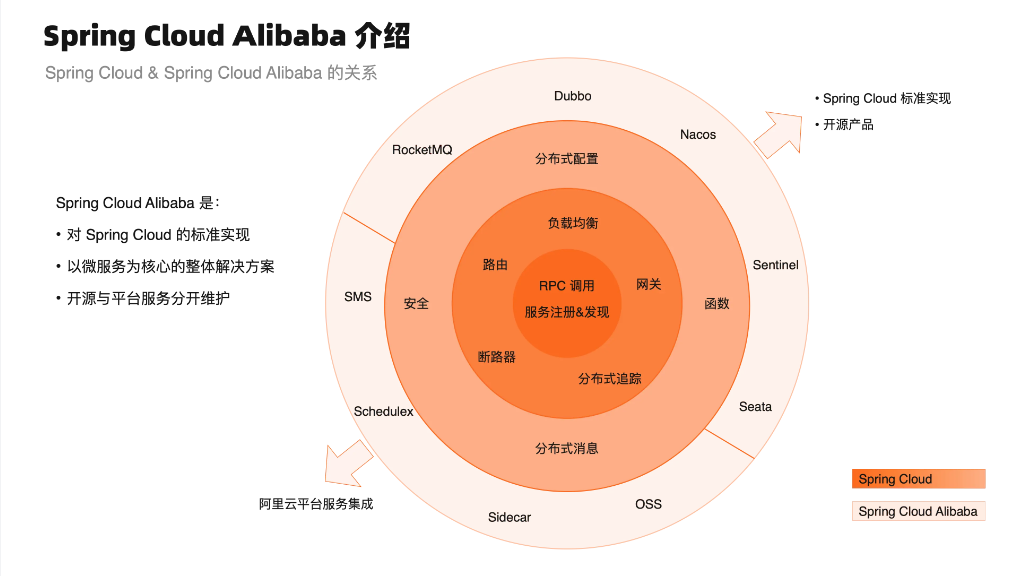 Spring Cloud Alibaba 介绍
Spring Cloud & Spring Cloud Alibaba 的关系
Spring Cloud Alibaba 是：
• 对 Spring Cloud 的标准实现
• 以微服务为核心的整体解决方案
• 开源与平台服务分开维护
Dubbo
Nacos
RocketMQ
分布式配置
负载均衡
路由
网关
RPC 调用
服务注册&发现
断路器
分布式追踪
安全
函数
分布式消息
Sentinel
SMS
Seata
Schedulex
Sidecar
OSS
• Spring Cloud 标准实现
• 开源产品
阿里云平台服务集成
Spring Cloud
Spring Cloud Alibaba